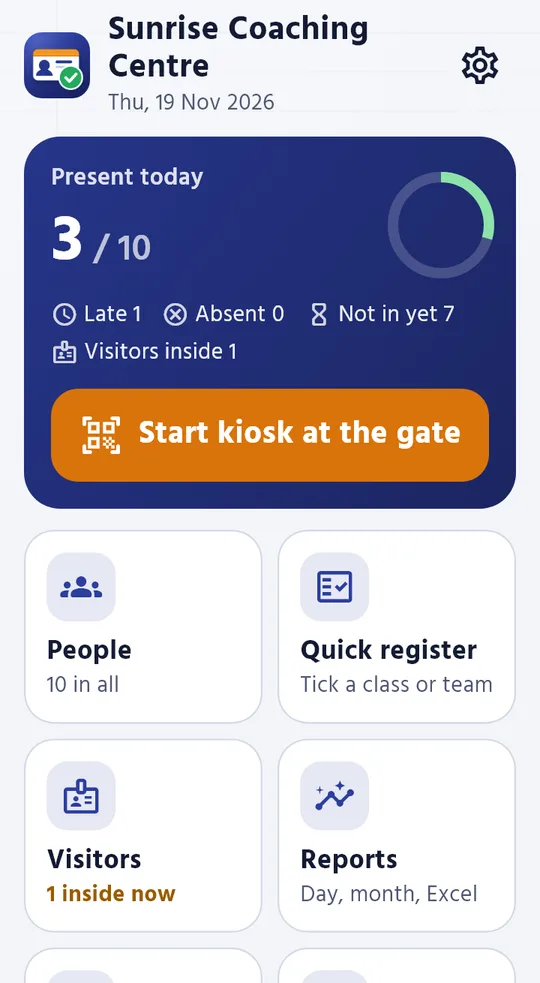 Sunrise Coaching
Centre
Thu, 19 Nov 2026
Present today
3 / 10
Late 1 Absent 0 Not in yet 7
Visitors inside 1
Start kiosk at the gate
People
10 in all
Quick register
Tick a class or team
Visitors
1 inside now
Reports
Day, month, Excel